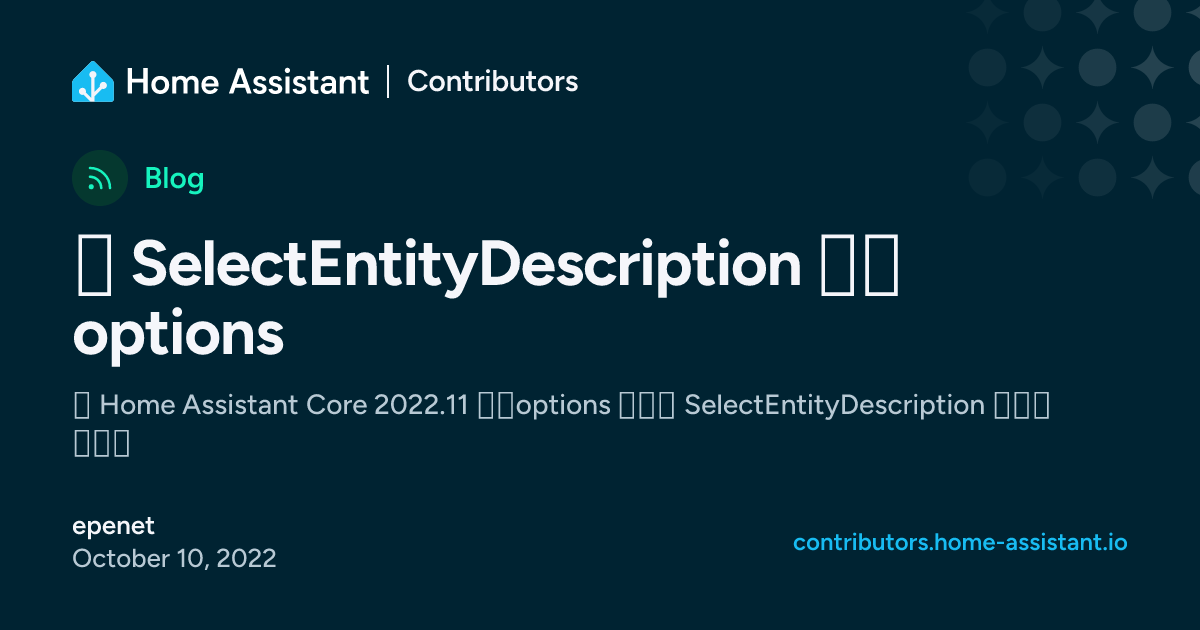 Home Assistant | Contributors
Blog
SelectEntityDescription
options
Home Assistant Core 2022.11 options SelectEntityDescription
epenet
October 10, 2022
contributors.home-assistant.io